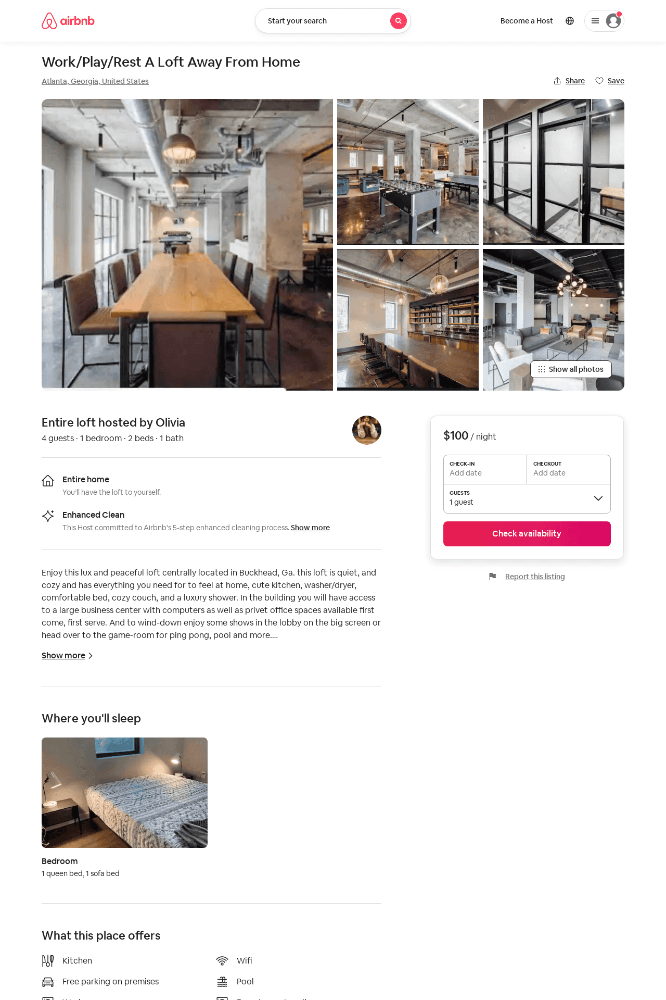 airbnb
Start your search
Become a Host
Work/Play/Rest A Loft Away From Home
Atlanta, Georgia, United States
Share
Save
Show all photos
Entire loft hosted by Olivia
4 guests · 1 bedroom · 2 beds · 1 bath
Entire home
You’ll have the loft to yourself.
Enhanced Clean
This Host committed to Airbnb's 5-step enhanced cleaning process. Show more
$100 / night
CHECK-IN
Add date
CHECKOUT
Add date
GUESTS
1 guest
Check availability
Report this listing
Enjoy this lux and peaceful loft centrally located in Buckhead, Ga. this loft is quiet, and
cozy and has everything you need for to feel at home, cute kitchen, washer/dryer,
comfortable bed, cozy couch, and a luxury shower. In the building you will have access
to a large business center with computers as well as privet office spaces available first
come, first serve. And to wind-down enjoy some shows in the lobby on the big screen or
head over to the game-room for ping pong, pool and more.…
Show more
Where you'll sleep
Bedroom
1 queen bed, 1 sofa bed
What this place offers
Kitchen
Wifi
Free parking on premises
Pool